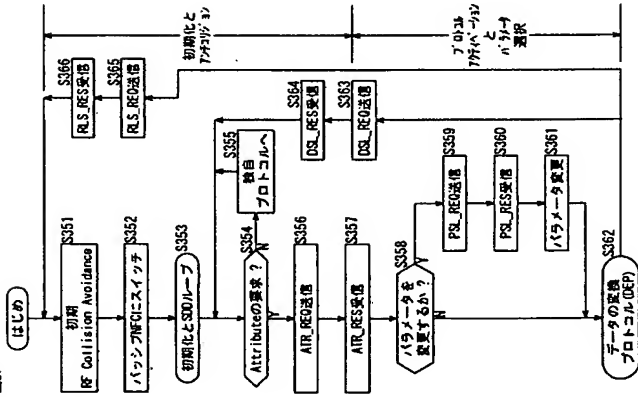 はじめ
S351
初期
RF Collision Avoidance
S352
パッシブNFCにスイッチ
S353
初期化とSDDループ
S354
Attributeの要求 ?
N
Y
S355
独自
プロトコルへ
S356
ATR_REQ送信
S357
ATR_RES受信
S358
パラメータを
変更するか ?
Y
N
S359
PSL_REQ送信
S360
PSL_RES受信
S361
パラメータ変更
S362
データの変換
プロトコル(DEP)
S363
DSL_REQ送信
S364
DSL_RES受信
S365
RLS_REQ送信
S366
RLS_RES受信
初期化と
アンチコリジョン
プロトコル
アクティベーション
と
パラメータ
選択